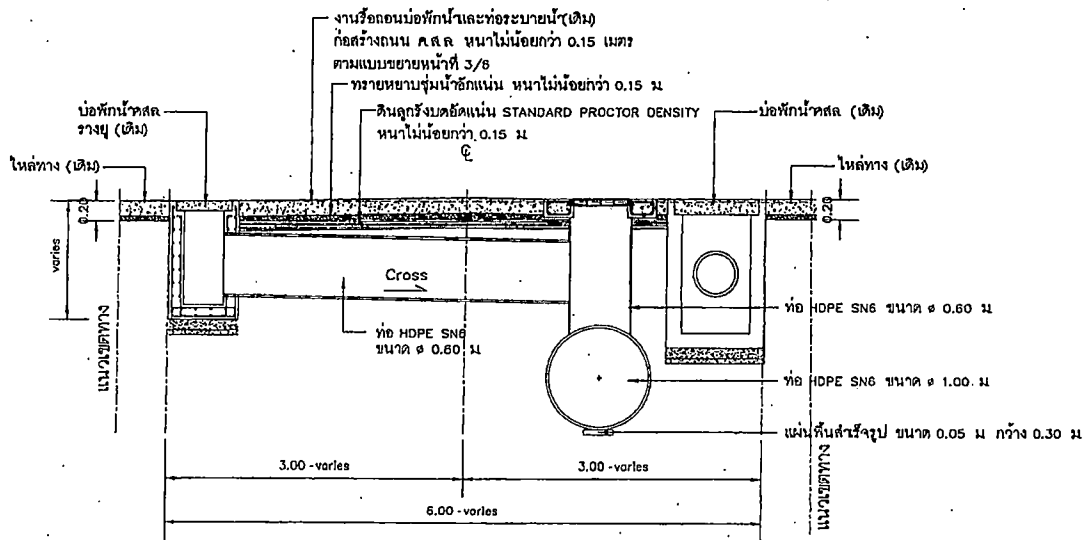 งานรื้อถอนบ่อพักน้ำและท่อระบายน้ำ(เดิม)
ก่อสร้างถนน ค.ส.ล. หนาไม่น้อยกว่า 0.15 เมตร
ตามแบบขยายหน้าที่ 3/6
ทรายหยาบชุ่มน้ำอัดแน่น หนาไม่น้อยกว่า 0.15 ม
ดินลูกรังบดอัดแน่น STANDARD PROCTOR DENSITY
หนาไม่น้อยกว่า 0.15 ม
บ่อพักน้ำคสล
รางยู (เดิม)
บ่อพักน้ำคสล (เดิม)
ไหล่ทาง (เดิม)
ไหล่ทาง (เดิม)
0.20
0.20
varies
Cross
ท่อ HDPE SN6
ขนาด ø 0.60 ม
ท่อ HDPE SN6 ขนาด ø 0.60 ม
ท่อ HDPE SN6 ขนาด ø 1.00 ม
แผ่นพื้นสำเร็จรูป ขนาด 0.05 ม กว้าง 0.30 ม
แนวเขตทาง
แนวเขตทาง
3.00 -varies
3.00 -varies
6.00 -varies